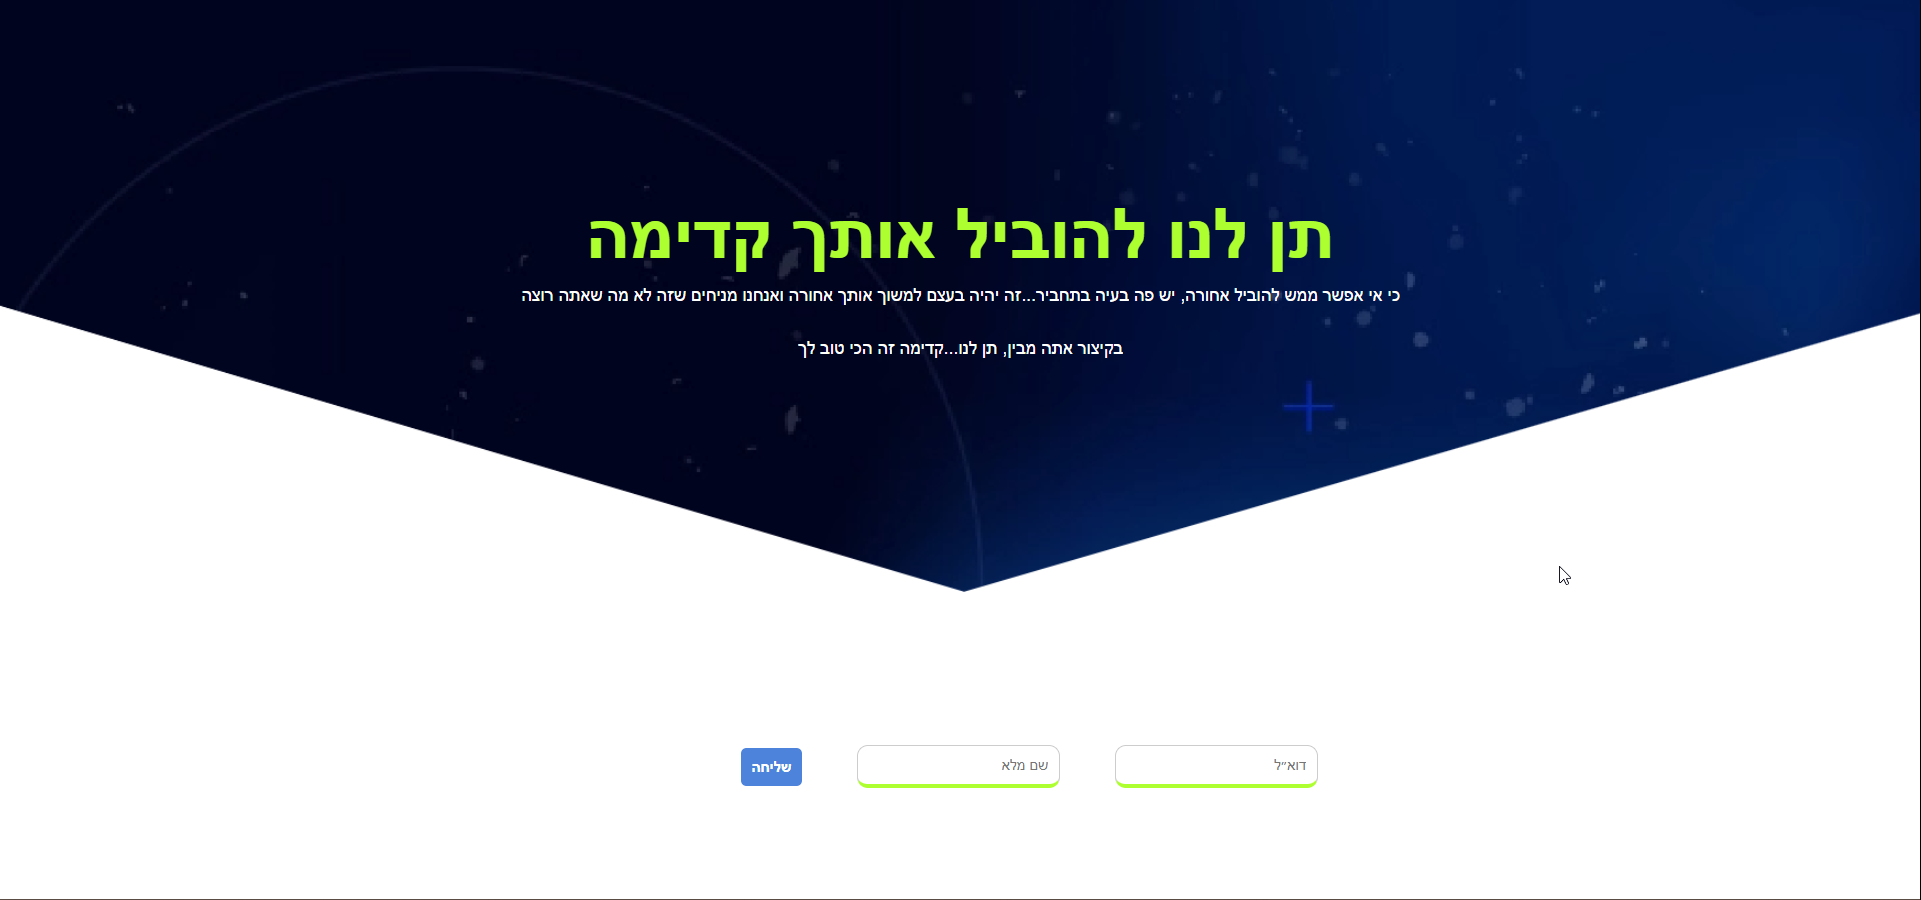 תן לנו להוביל אותך קדימה
כי אי אפשר ממש להוביל אחורה, יש פה בעיה בתחביר...זה יהיה בעצם למשוך אותך אחורה ואנחנו מניחים שזה לא מה שאתה רוצה
בקיצור אתה מבין, תן לנו...קדימה זה הכי טוב לך
דוא״ל
שם מלא
שליחה